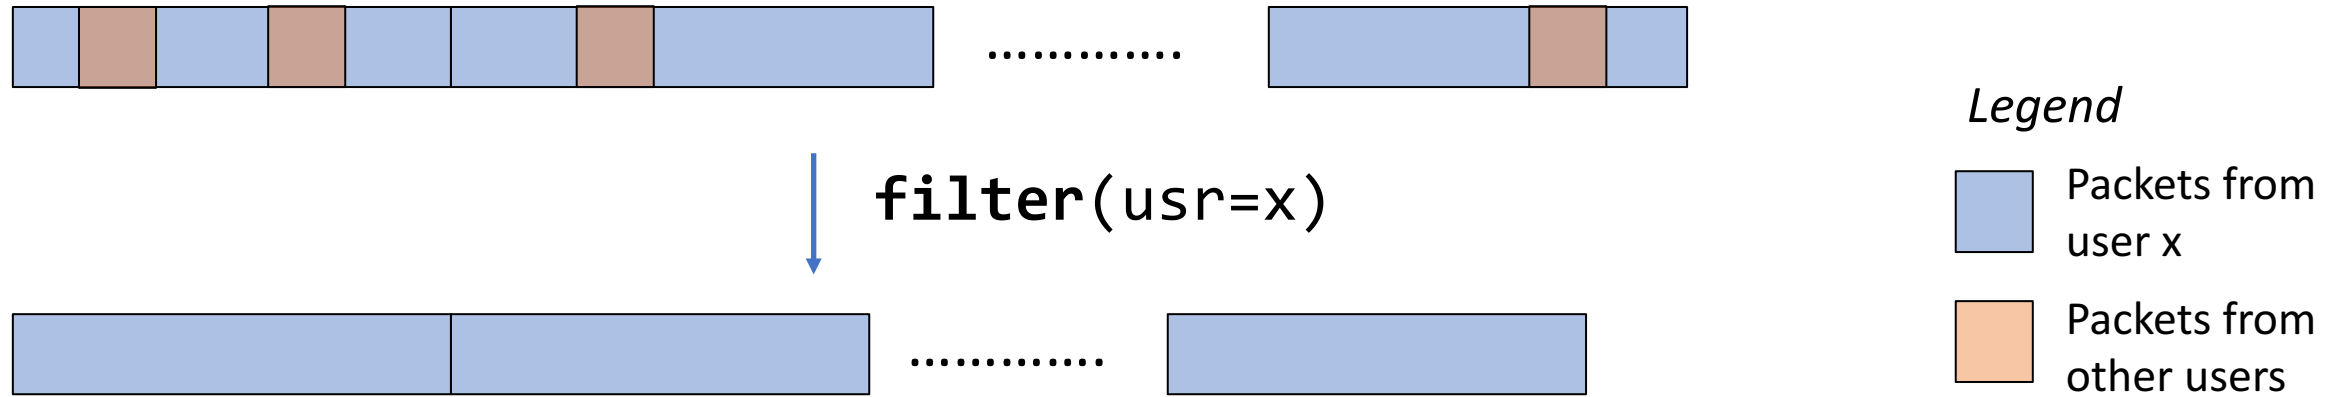 ………….
filter(usr=x)
………….
Legend
Packets from
user x
Packets from
other users